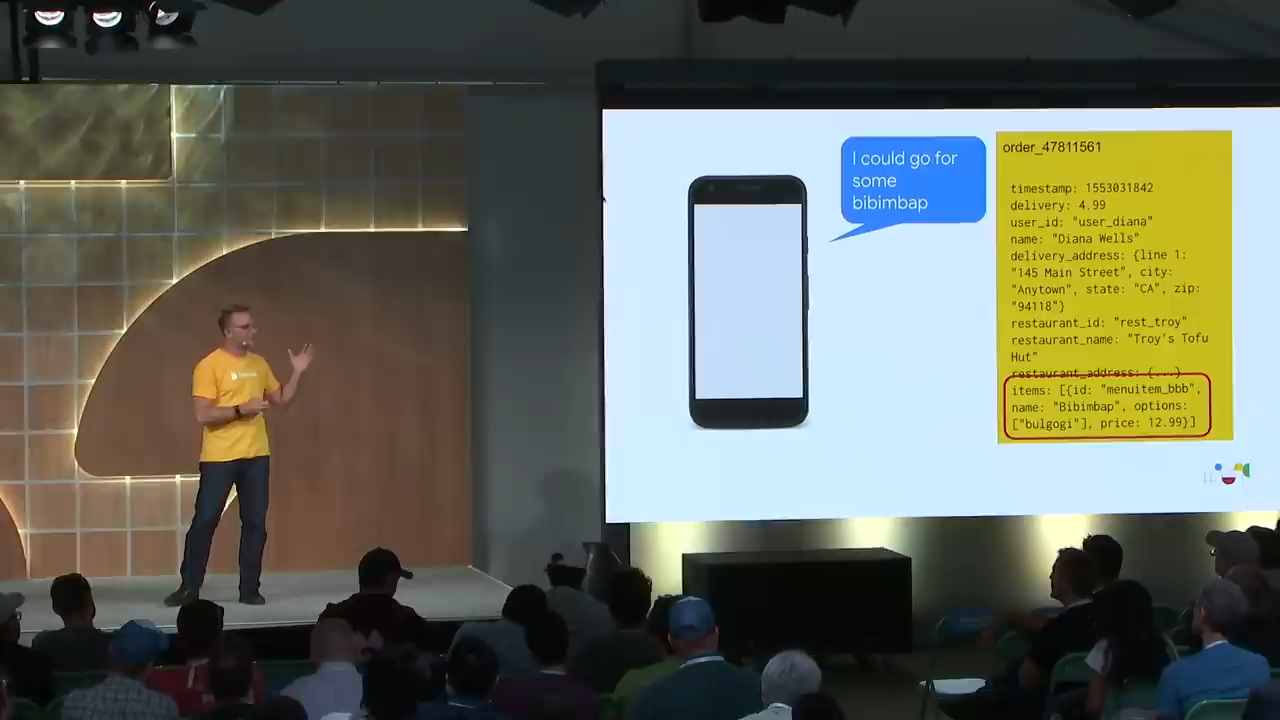 I could go for
some
bibimbap
order_47811561
timestamp: 1553031842
delivery: 4.99
user_id: "user_diana"
name: "Diana Wells"
delivery_address: {line 1:
"145 Main Street", city:
"Anytown", state: "CA", zip:
"94118"}
restaurant_id: "rest_troy"
restaurant_name: "Troy's Tofu
Hut"
restaurant_address: {...}
items: [{id: "menuitem_bbb",
name: "Bibimbap", options:
["bulgogi"], price: 12.99}]